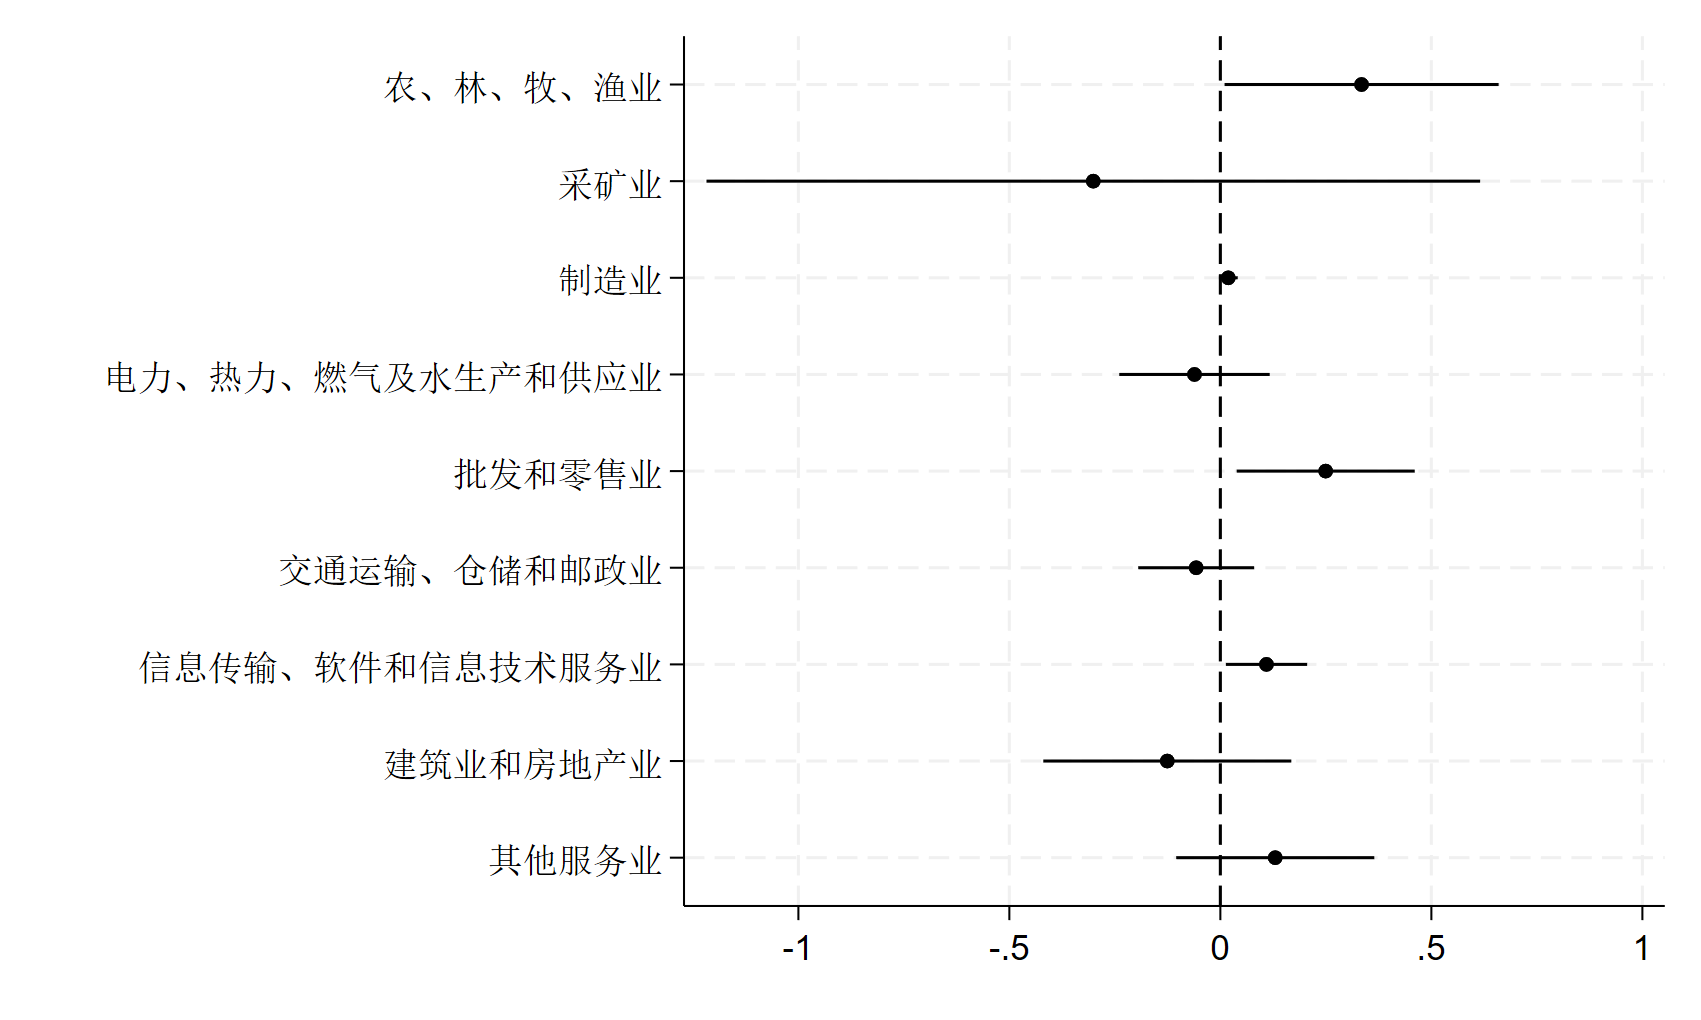 农、林、牧、渔业
采矿业
制造业
电力、热力、燃气及水生产和供应业
批发和零售业
交通运输、仓储和邮政业
信息传输、软件和信息技术服务业
建筑业和房地产业
其他服务业
-1 -.5 0 .5 1